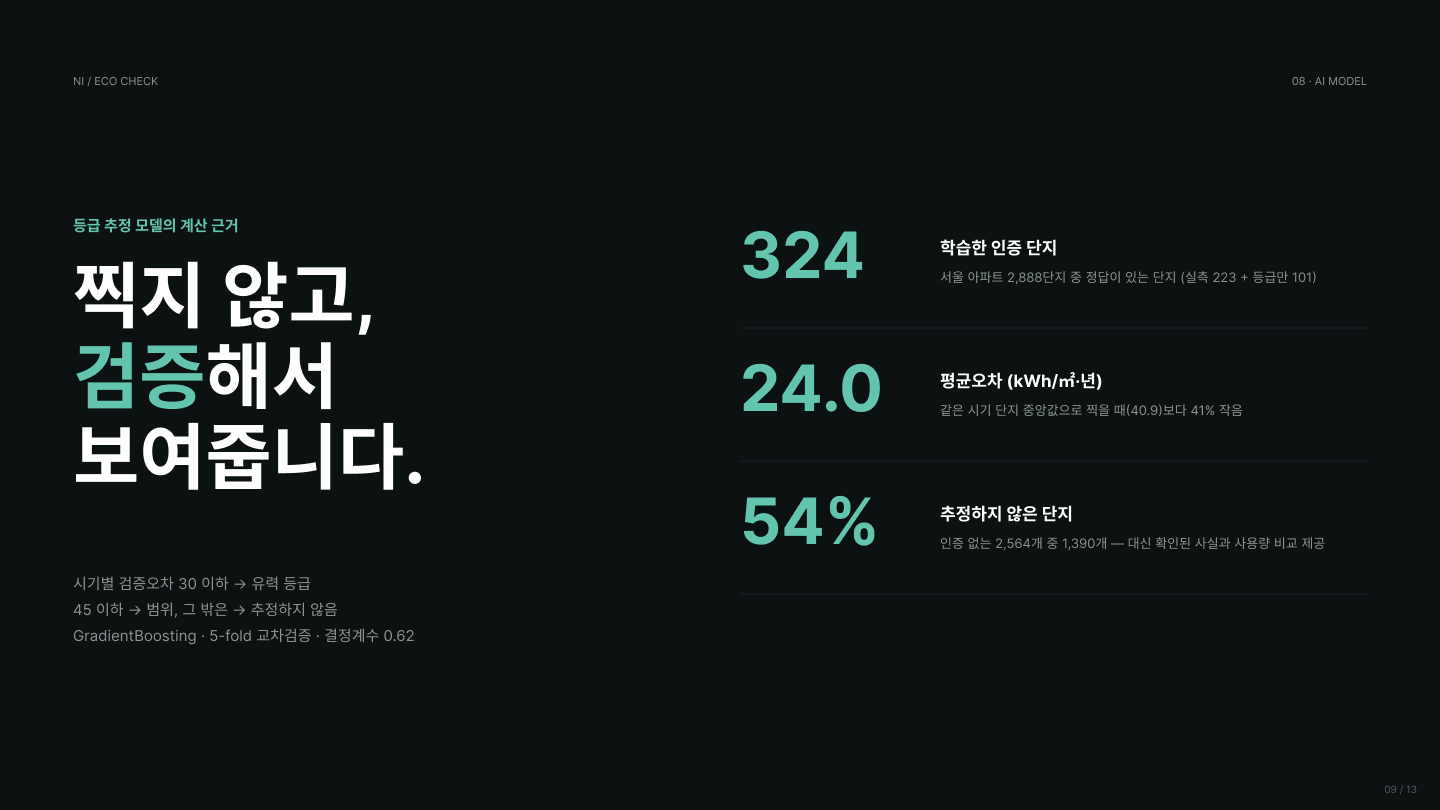 NI / ECO CHECK
08 · AI MODEL
등급 추정 모델의 계산 근거
찍지 않고,
검증해서
보여줍니다.
시기별 검증오차 30 이하 → 유력 등급
45 이하 → 범위, 그 밖은 → 추정하지 않음
GradientBoosting · 5-fold 교차검증 · 결정계수 0.62
324
학습한 인증 단지
서울 아파트 2,888단지 중 정답이 있는 단지 (실측 223 + 등급만 101)
24.0
평균오차 (kWh/㎡·년)
같은 시기 단지 중앙값으로 찍을 때(40.9)보다 41% 작음
54%
추정하지 않은 단지
인증 없는 2,564개 중 1,390개 — 대신 확인된 사실과 사용량 비교 제공
09 / 13